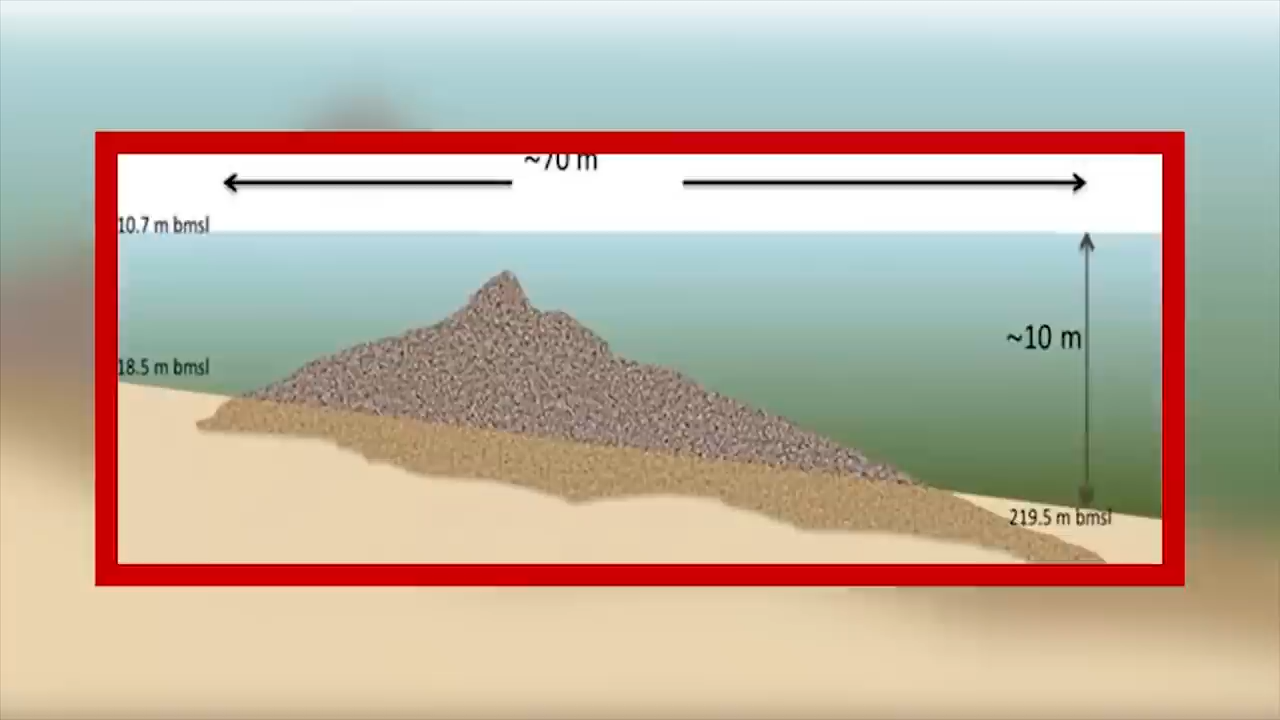 ~70 m
10.7 m bmsl
~10 m
18.5 m bmsl
219.5 m bmsl